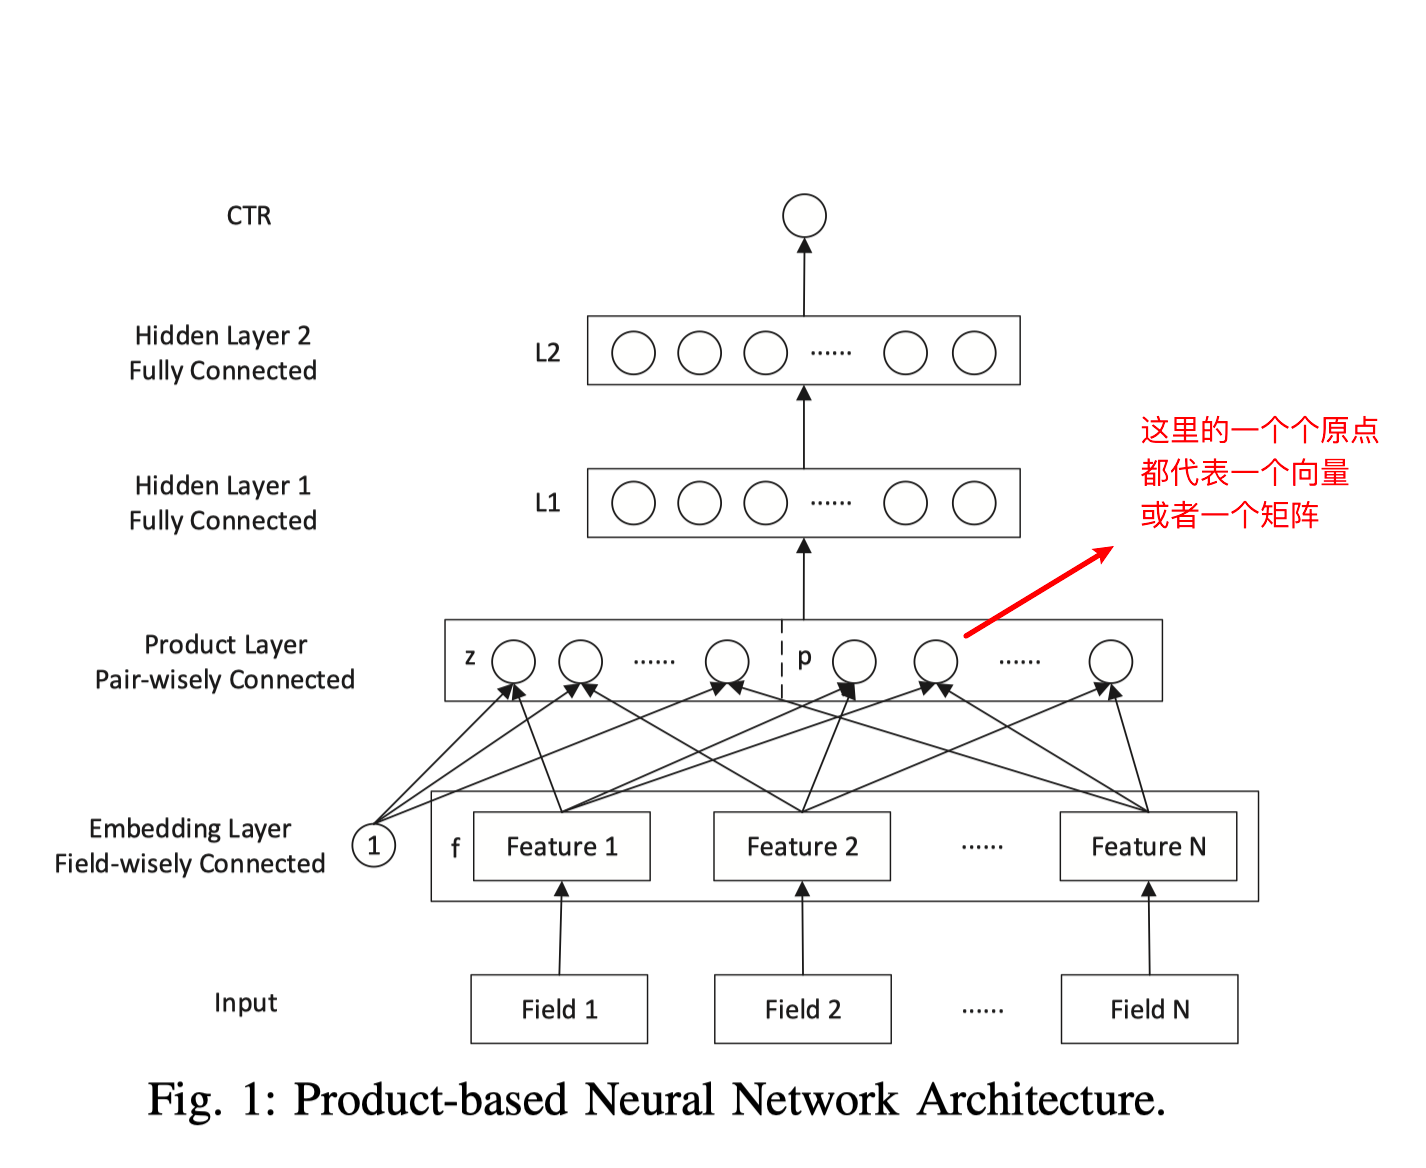 CTR
Hidden Layer 2
Fully Connected
L2
······
这里的一个个原点
都代表一个向量
或者一个矩阵
Hidden Layer 1
Fully Connected
L1
······
Product Layer
Pair-wisely Connected
z
······
p
······
Embedding Layer
Field-wisely Connected
1
f
Feature 1
Feature 2
······
Feature N
Input
Field 1
Field 2
······
Field N
Fig. 1: Product-based Neural Network Architecture.